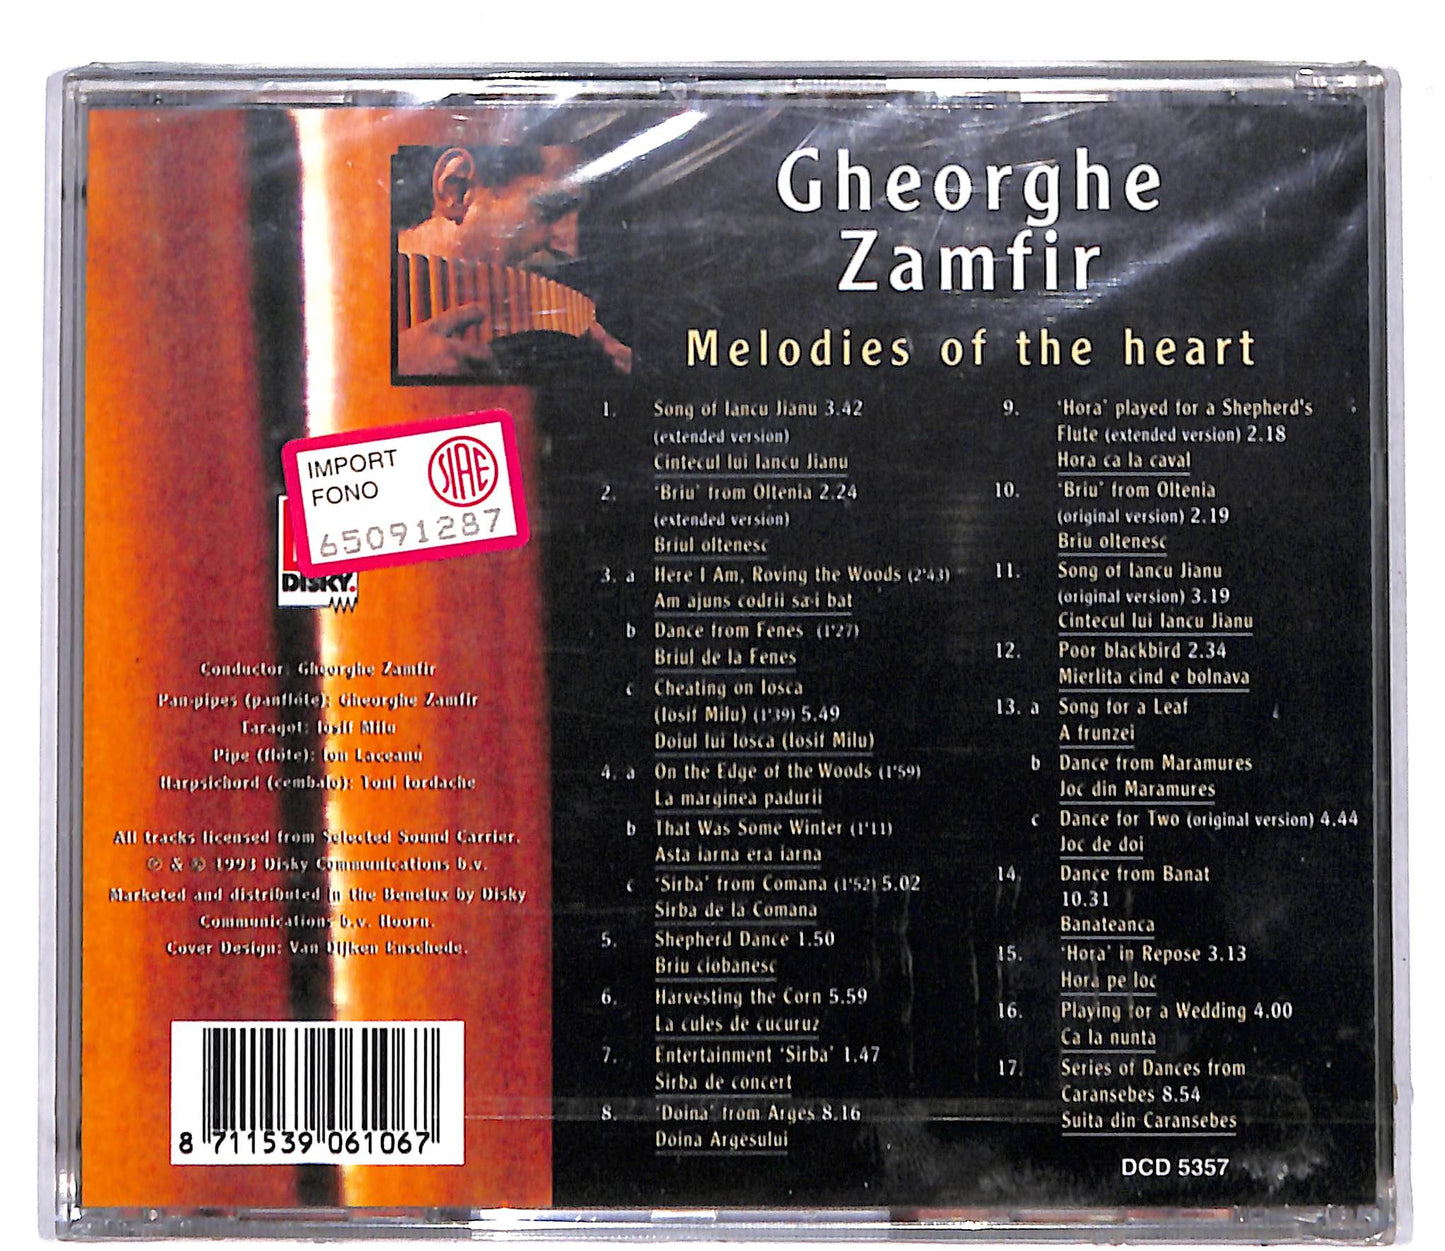 Gheorghe
Zamfir
Melodies of the heart
1. Song of Iancu Jianu 3.42
(extended version)
Cintecul lui Iancu Jianu
2. 'Briu' from Oltenia 2.24
(extended version)
Briul oltenesc
3. a Here I Am, Roving the Woods (2'43)
Am ajuns codrii sa-i bat
b Dance from Fenes (1'27)
Briul de la Fenes
c Cheating on Iosca
(Iosif Milu) (1'39) 5.49
Doiul lui Iosca (Iosif Milu)
4. a On the Edge of the Woods (1'59)
La marginea padurii
b That Was Some Winter (1'11)
Asta iarna era iarna
c 'Sirba' from Comana (1'52) 5.02
Sirba de la Comana
5. Shepherd Dance 1.50
Briu ciobanesc
6. Harvesting the Corn 5.59
La cules de cucuruz
7. Entertainment 'Sirba' 1.47
Sirba de concert
8. 'Doina' from Arges 8.16
Doina Argesului
9. 'Hora' played for a Shepherd's
Flute (extended version) 2.18
Hora ca la caval
10. 'Briu' from Oltenia
(original version) 2.19
Briu oltenesc
11. Song of Iancu Jianu
(original version) 3.19
Cintecul lui Iancu Jianu
12. Poor blackbird 2.34
Mierlita cind e bolnava
13. a Song for a Leaf
A frunzei
b Dance from Maramures
Joc din Maramures
c Dance for Two (original version) 4.44
Joc de doi
14. Dance from Banat
10.31
Banateanca
15. 'Hora' in Repose 3.13
Hora pe loc
16. Playing for a Wedding 4.00
Ca la nunta
17. Series of Dances from
Caransebes 8.54
Suita din Caransebes
DCD 5357
IMPORT
FONO
SIAE
65091287
DISKY.
Conductor: Gheorghe Zamfir
Pan-pipes (panflöte): Gheorghe Zamfir
Taragot: Iosif Milu
Pipe (flöte): Ion Laceanu
Harpsichord (cembalo): Toni Iordache
All tracks licensed from Selected Sound Carrier.
℗ & © 1993 Disky Communications b.v.
Marketed and distributed in the Benelux by Disky
Communications b.v. Hoorn.
Cover Design: Van Dijken Enschede.
8 711539 061067